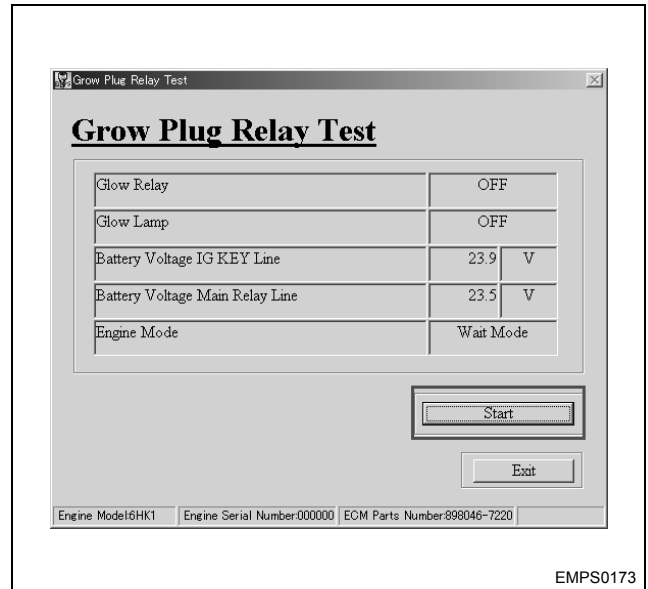 Grow Plug Relay Test
Grow Plug Relay Test
Glow Relay OFF
Glow Lamp OFF
Battery Voltage IG KEY Line 23.9 V
Battery Voltage Main Relay Line 23.5 V
Engine Mode Wait Mode
Start
Exit
Engine Model:6HK1 Engine Serial Number:000000 ECM Parts Number:898046-7220
EMPS0173